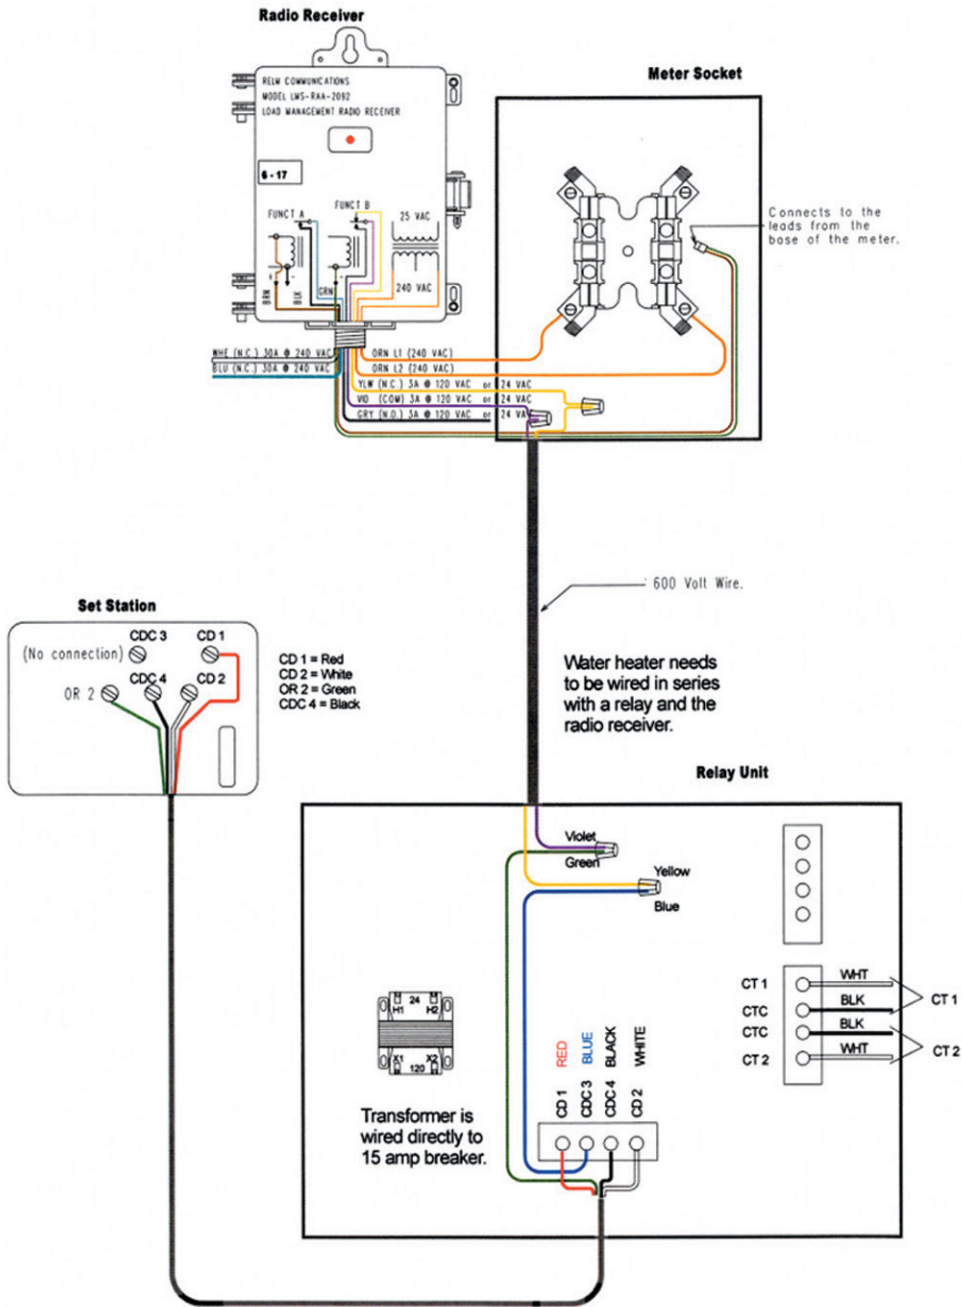 Radio Receiver
RELM COMMUNICATIONS
MODEL LMS-RAA-2092
LOAD MANAGEMENT RADIO RECEIVER
6 - 17
FUNCT A
FUNCT B
25 VAC
240 VAC
+
-
-
BRN
BLK
GRN
WHE (N.C.) 30A @ 240 VAC
BLU (N.C.) 30A @ 240 VAC
ORN L1 (240 VAC)
ORN L2 (240 VAC)
YLW (N.C.) 3A @ 120 VAC or 24 VAC
VIO (COM) 3A @ 120 VAC or 24 VAC
GRY (N.O.) 3A @ 120 VAC or 24 VAC
Meter Socket
Connects to the
leads from the
bose of the meter.
600 Volt Wire.
Set Station
CDC 3
CD 1
(No connection)
CDC 4
CD 2
OR 2
CD 1 = Red
CD 2 = White
OR 2 = Green
CDC 4 = Black
Water heater needs
to be wired in series
with a relay and the
radio receiver.
Relay Unit
Violet
Green
Yellow
Blue
24
H1 H2
X1 X2
120
Transformer is
wired directly to
15 amp breaker.
CD 1 RED
CDC 3 BLUE
CDC 4 BLACK
CD 2 WHITE
CT 1 WHT
CTC BLK
CT 1
CTC BLK
CT 2 WHT
CT 2